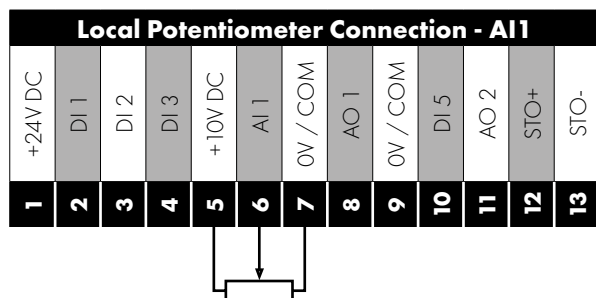 Local Potentiometer Connection - AI1
+24V DC
DI 1
DI 2
DI 3
+10V DC
AI 1
0V / COM
AO 1
0V / COM
DI 5
AO 2
STO+
STO-
1
2
3
4
5
6
7
8
9
10
11
12
13